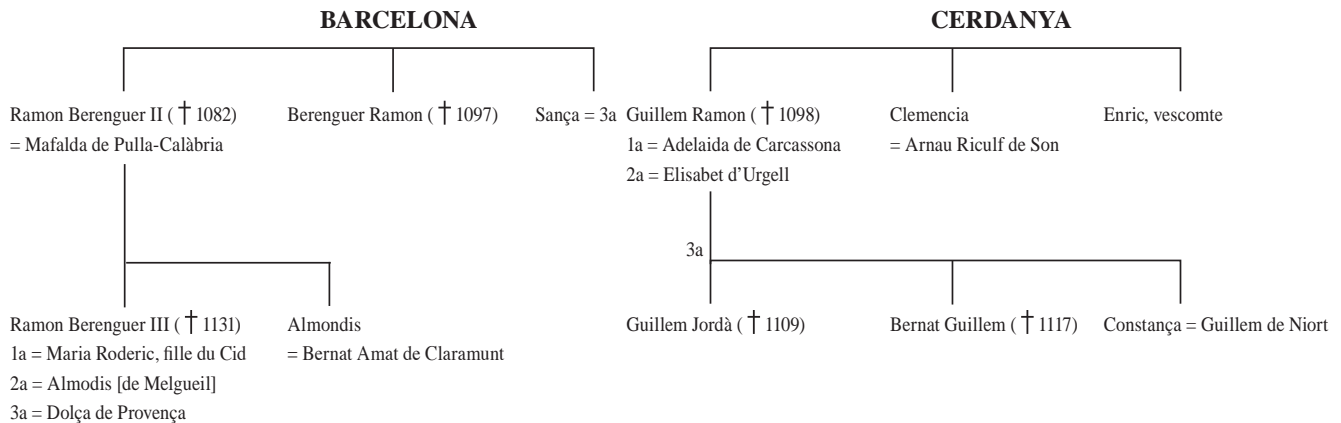 BARCELONA CERDANYA
Ramon Berenguer II ( † 1082) Berenguer Ramon ( † 1097) Sança = 3a Guillem Ramon ( † 1098) Clemencia Enric, vescomte
= Mafalda de Pulla-Calàbria 1a = Adelaida de Carcassona = Arnau Riculf de Son
2a = Elisabet d’Urgell
3a
Ramon Berenguer III ( † 1131) Almondis Guillem Jordà ( † 1109) Bernat Guillem ( † 1117) Constança = Guillem de Niort
1a = Maria Roderic, fille du Cid = Bernat Amat de Claramunt
2a = Almodis [de Melgueil]
3a = Dolça de Provença